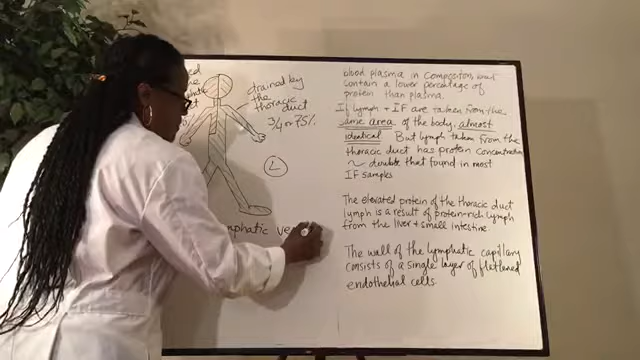 drained by
the
thoracic
duct
3/4 or 75%
L
mphatic ve
blood plasma in composition but
contain a lower percentage of
protein than plasma.
If lymph + IF are taken from the
same area of the body, almost
identical But lymph taken from the
thoracic duct has protein concentration
~ double that found in most
IF samples
The elevated protein of the thoracic duct
lymph is a result of protein-rich lymph
from the liver + small intestine.
The wall of the lymphatic capillary
consists of a single layer of flattened
endothelial cells.